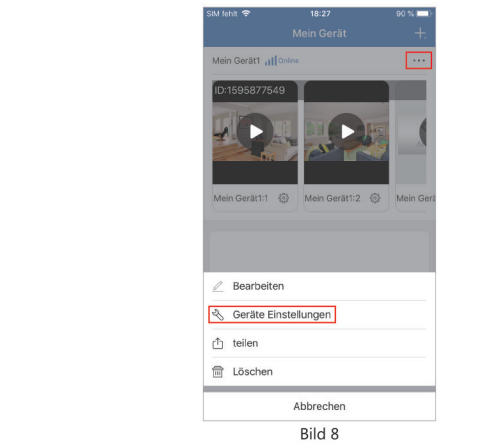 SIM fehlt 18:27 90 %
Mein Gerät +
Mein Gerät1 Online ...
ID:1595877549
Mein Gerät1:1 Mein Gerät1:2 Mein Gerä
Bearbeiten
Geräte Einstellungen
teilen
Löschen
Abbrechen
Bild 8